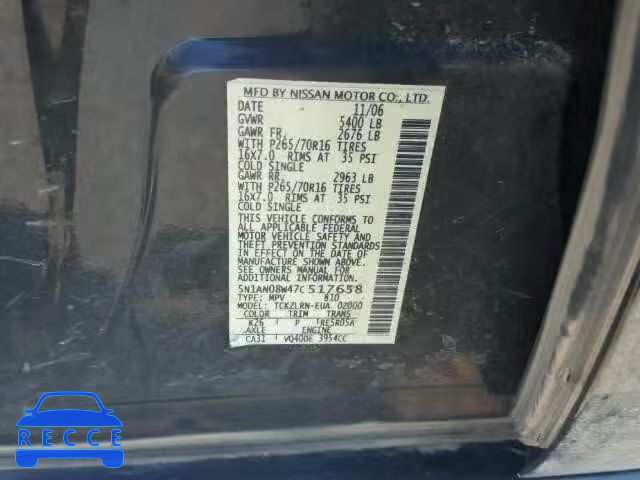 MFD BY NISSAN MOTOR CO., LTD.
DATE 11/06
GVWR 5400 LB
GAWR FR. 2676 LB
WITH P265/70R16 TIRES
16X7.0 RIMS AT 35 PSI
COLD SINGLE
GAWR RR. 2963 LB
WITH P265/70R16 TIRES
16X7.0 RIMS AT 35 PSI
COLD SINGLE
THIS VEHICLE CONFORMS TO
ALL APPLICABLE FEDERAL
MOTOR VEHICLE SAFETY AND
THEFT PREVENTION STANDARDS
IN EFFECT ON THE DATE OF
MANUFACTURE SHOWN ABOVE.
SEE OWNERS MANUAL FOR
ADDITIONAL INFORMATION
5N1AN08W47C517658
TYPE: MPV B10
MODEL: TCKZLRN-EUA 02000
COLOR TRIM TRANS
K26 P RE5R05A
AXLE ENGINE
CA31 VQ40DE 3954CC
RECCE